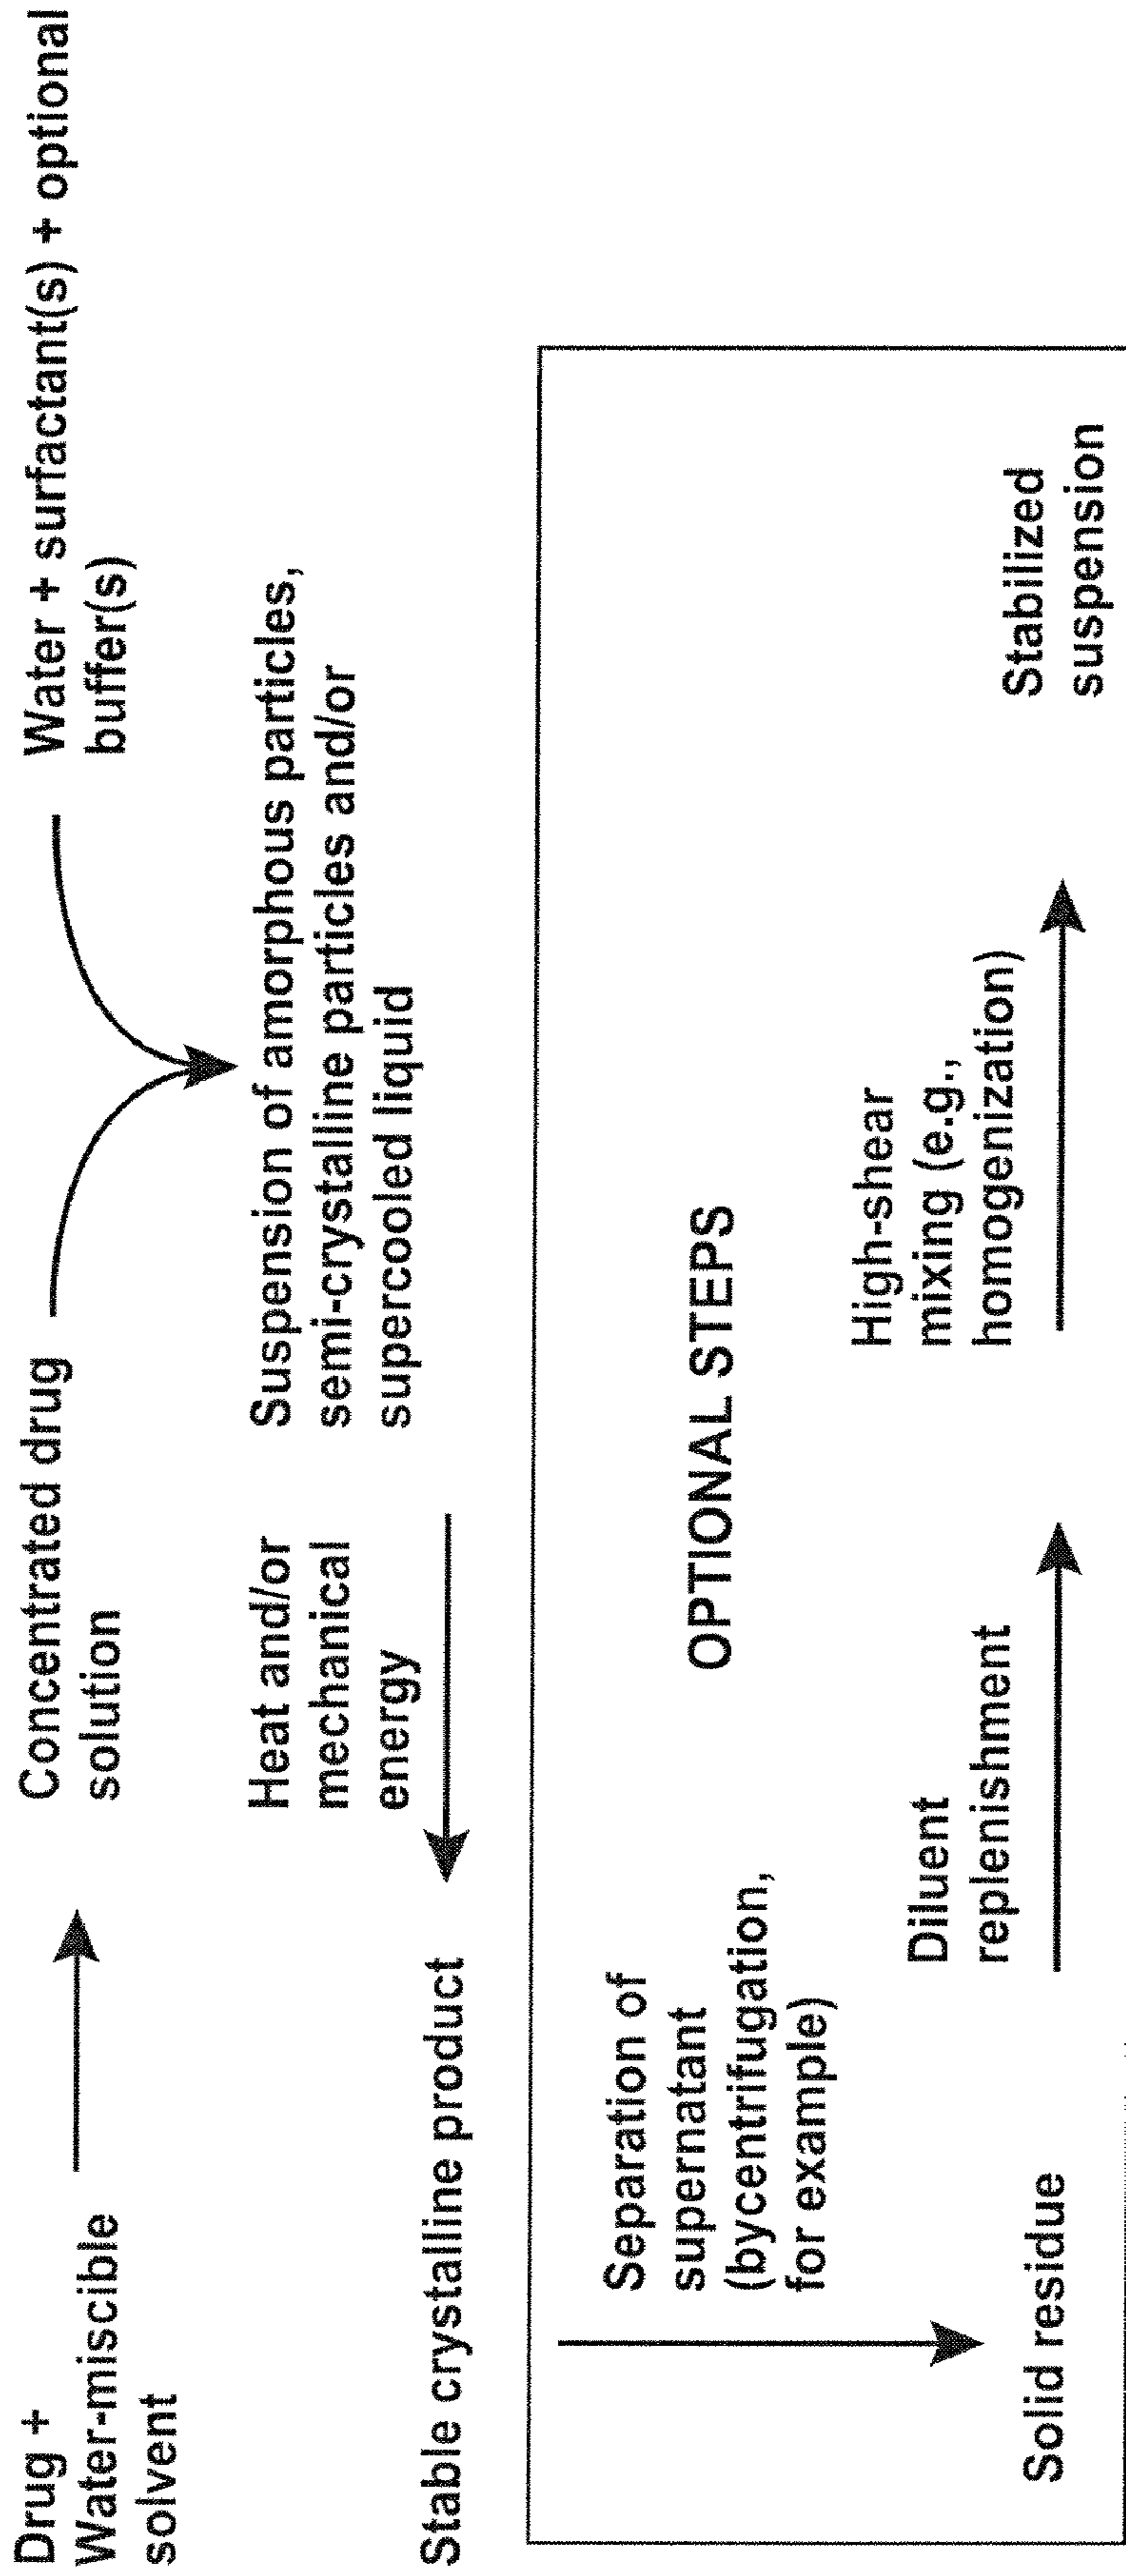 Drug +
Water-miscible
solvent
Concentrated drug
solution
Water + surfactant(s) + optional
buffer(s)
Suspension of amorphous particles,
semi-crystalline particles and/or
supercooled liquid
Heat and/or
mechanical
energy
Stable crystalline product
OPTIONAL STEPS
Separation of
supernatant
(bycentrifugation,
for example)
Solid residue
Diluent
replenishment
High-shear
mixing (e.g.,
homogenization)
Stabilized
suspension